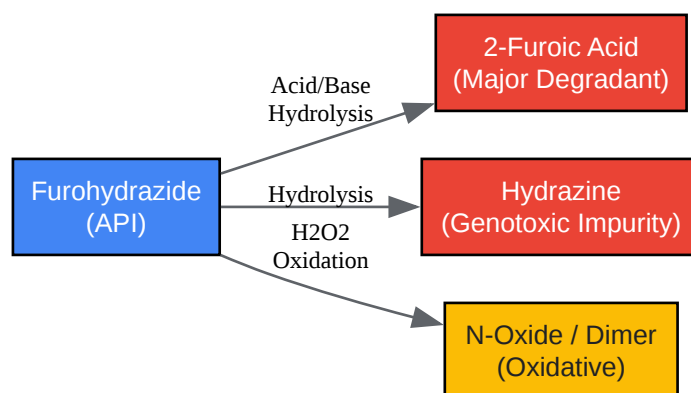 2-Furoic Acid
(Major Degradant)
Acid/Base
Hydrolysis
Furohydrazide
(API)
Hydrolysis
Hydrazine
(Genotoxic Impurity)
H2O2
Oxidation
N-Oxide / Dimer
(Oxidative)